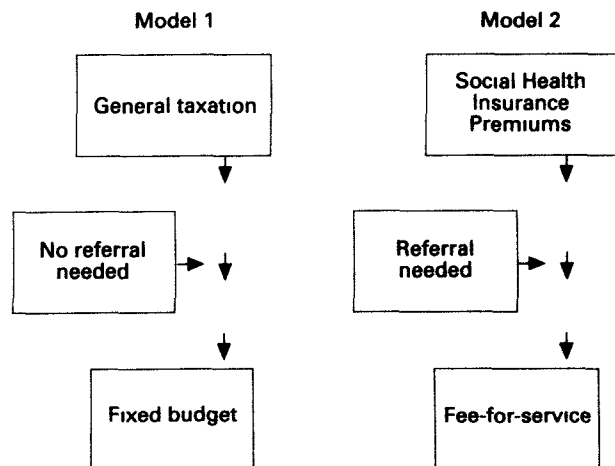 Model 1
General taxation
No referral
needed
Fixed budget
Model 2
Social Health
Insurance
Premiums
Referral
needed
Fee-for-service